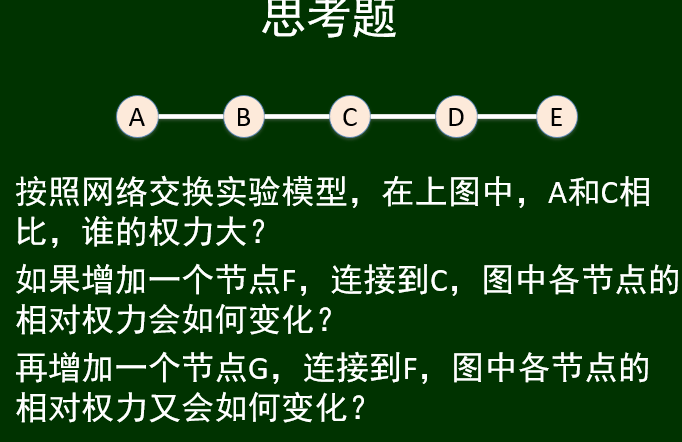 思考题
A B C D E
按照网络交换实验模型，在上图中，A和C相
比，谁的权力大？
如果增加一个节点F，连接到C，图中各节点的
相对权力会如何变化？
再增加一个节点G，连接到F，图中各节点的
相对权力又会如何变化？